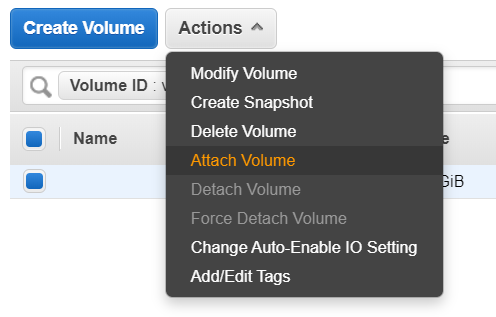 Create Volume Actions
Volume ID :
Modify Volume
Create Snapshot
Delete Volume
Name
Attach Volume
GiB
Detach Volume
Force Detach Volume
Change Auto-Enable IO Setting
Add/Edit Tags